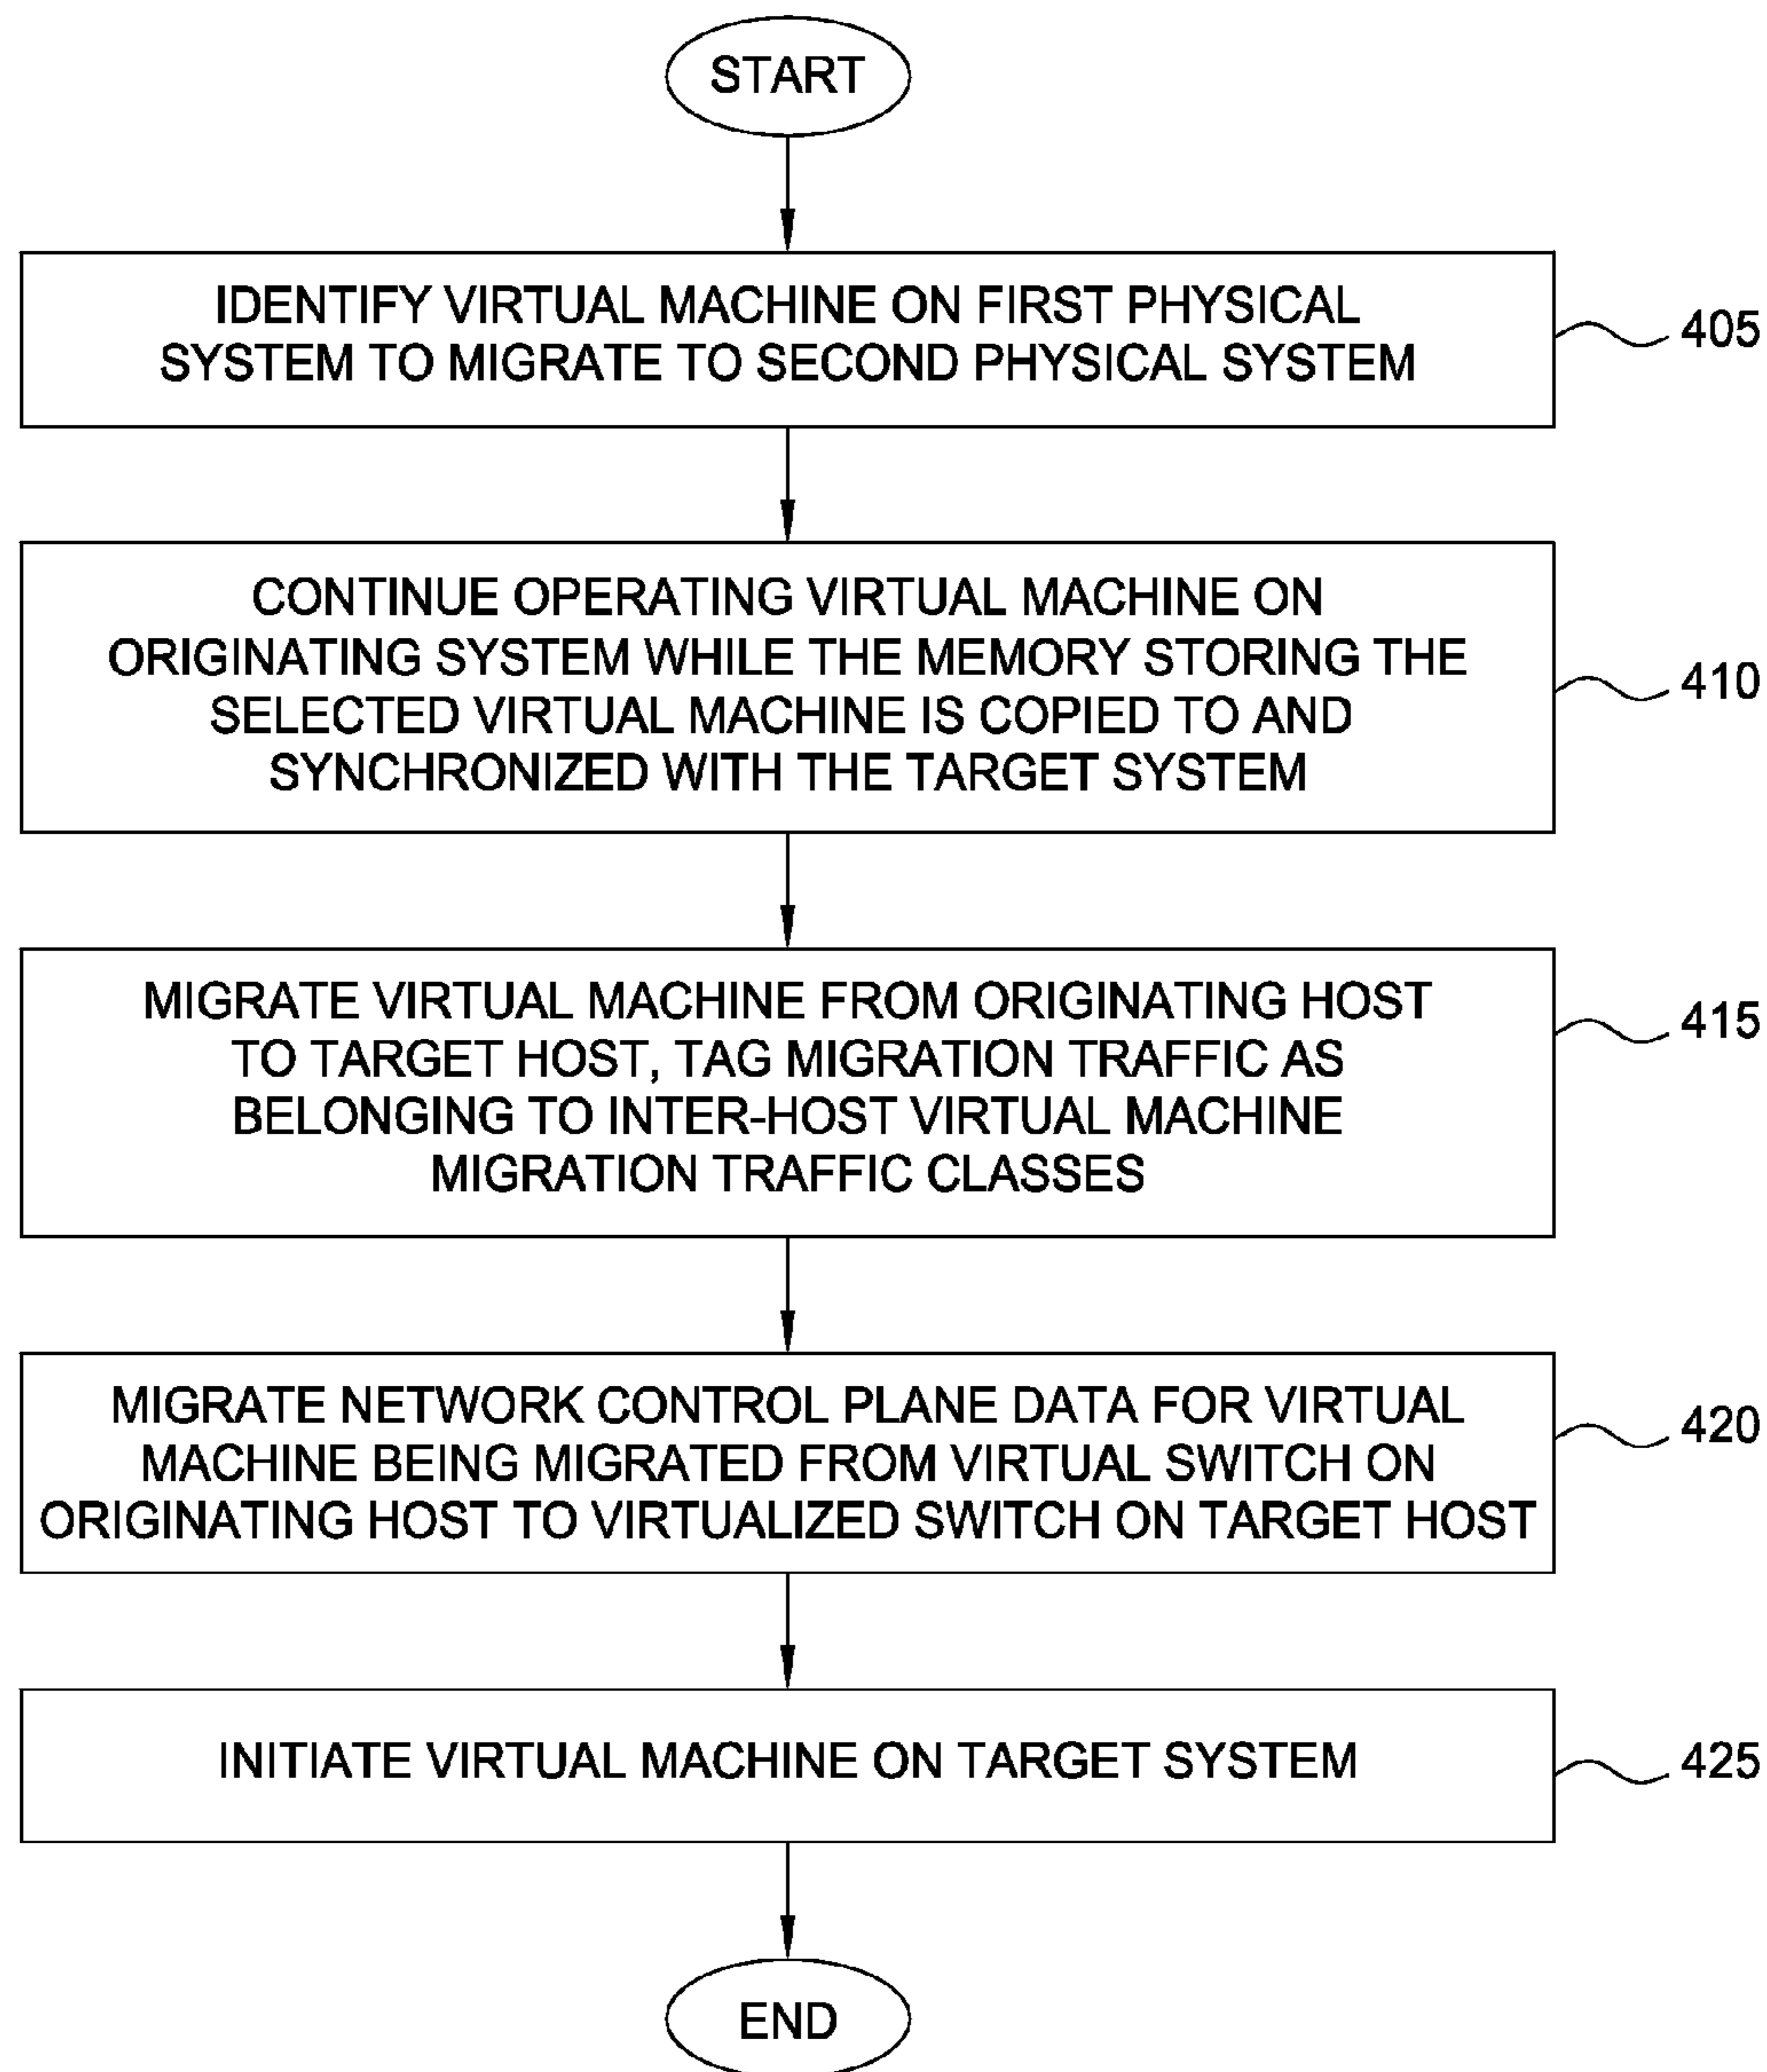 START
IDENTIFY VIRTUAL MACHINE ON FIRST PHYSICAL
SYSTEM TO MIGRATE TO SECOND PHYSICAL SYSTEM
405
CONTINUE OPERATING VIRTUAL MACHINE ON
ORIGINATING SYSTEM WHILE THE MEMORY STORING THE
SELECTED VIRTUAL MACHINE IS COPIED TO AND
SYNCHRONIZED WITH THE TARGET SYSTEM
410
MIGRATE VIRTUAL MACHINE FROM ORIGINATING HOST
TO TARGET HOST, TAG MIGRATION TRAFFIC AS
BELONGING TO INTER-HOST VIRTUAL MACHINE
MIGRATION TRAFFIC CLASSES
415
MIGRATE NETWORK CONTROL PLANE DATA FOR VIRTUAL
MACHINE BEING MIGRATED FROM VIRTUAL SWITCH ON
ORIGINATING HOST TO VIRTUALIZED SWITCH ON TARGET HOST
420
INITIATE VIRTUAL MACHINE ON TARGET SYSTEM
425
END